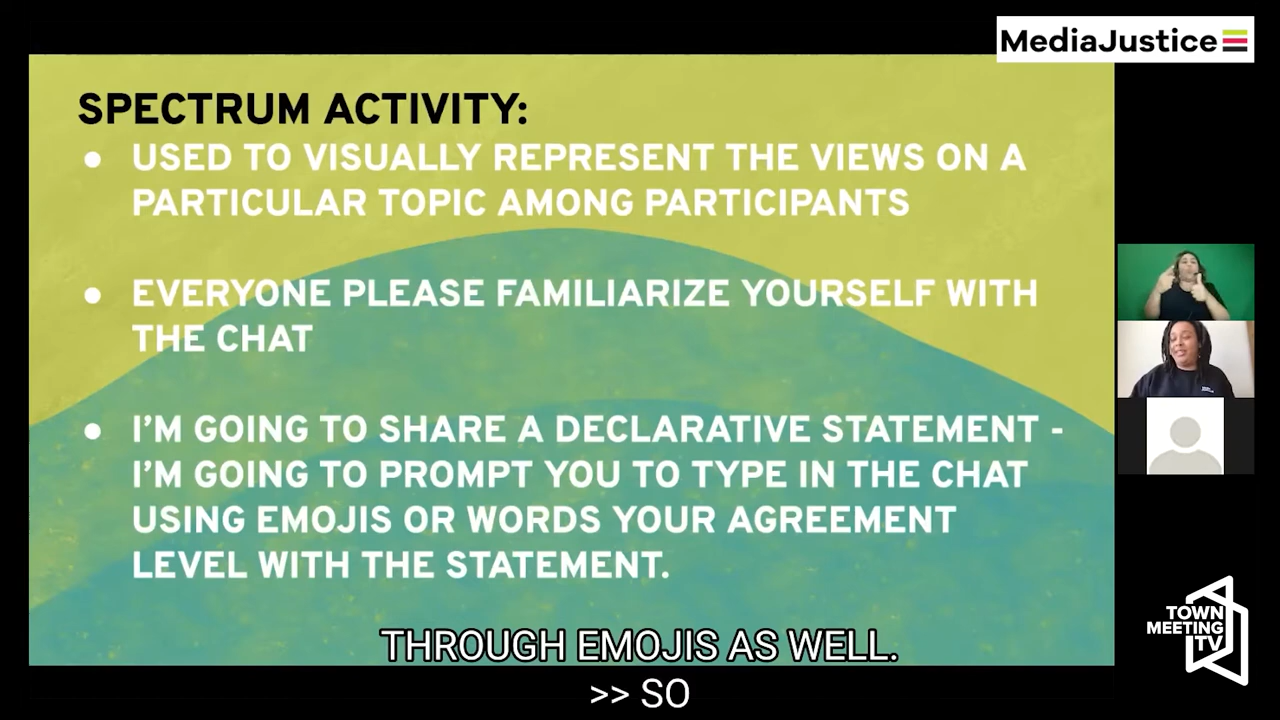 MediaJustice
SPECTRUM ACTIVITY:
● USED TO VISUALLY REPRESENT THE VIEWS ON A
PARTICULAR TOPIC AMONG PARTICIPANTS
● EVERYONE PLEASE FAMILIARIZE YOURSELF WITH
THE CHAT
● I'M GOING TO SHARE A DECLARATIVE STATEMENT -
I'M GOING TO PROMPT YOU TO TYPE IN THE CHAT
USING EMOJIS OR WORDS YOUR AGREEMENT
LEVEL WITH THE STATEMENT.
THROUGH EMOJIS AS WELL.
>> SO
TOWN
MEETING
TV